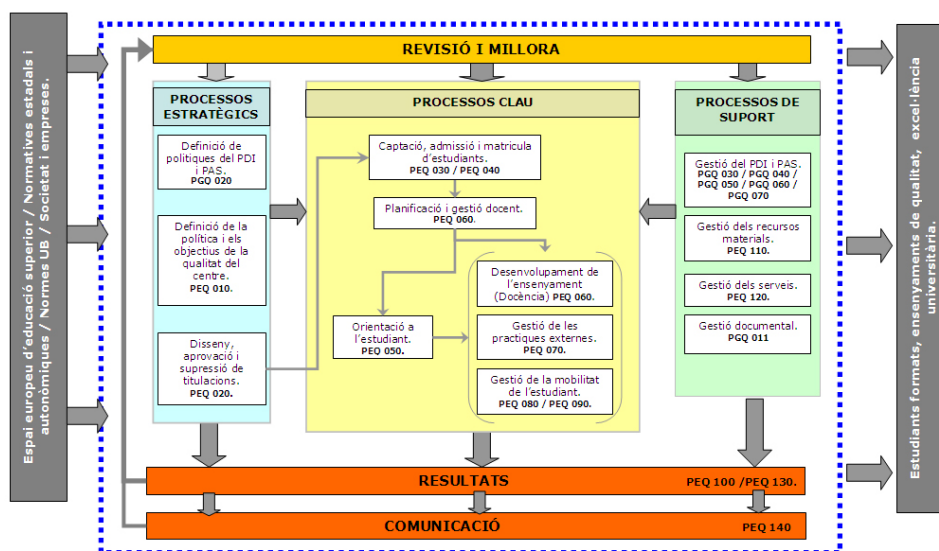 Espai europeu d'educació superior / Normatives estadals i
autonòmiques / Normes UB / Societat i empreses.
REVISIÓ I MILLORA
PROCESSOS
ESTRATÈGICS
Definició de
politiques del PDI
i PAS.
PGQ 020
Definició de la
política i els
objectius de la
qualitat del
centre.
PEQ 010.
Disseny,
aprovació i
supressió de
titulacions.
PEQ 020.
PROCESSOS CLAU
Captació, admissió i matricula
d'estudiants.
PEQ 030 / PEQ 040
Planificació i gestió docent.
PEQ 060.
Desenvolupament de
l'ensenyament
(Docència) PEQ 060.
Orientació a
l'estudiant.
PEQ 050.
Gestió de les
practiques externes.
PEQ 070.
Gestió de la mobilitat
de l'estudiant.
PEQ 080 / PEQ 090.
PROCESSOS DE
SUPORT
Gestió del PDI i PAS.
PGQ 030 / PGQ 040 /
PGQ 050 / PGQ 060 /
PGQ 070
Gestió dels recursos
materials.
PEQ 110.
Gestió dels serveis.
PEQ 120.
Gestió documental.
PGQ 011
RESULTATS PEQ 100 /PEQ 130.
COMUNICACIÓ PEQ 140
Estudiants formats, ensenyaments de qualitat, excel·lència
universitària.